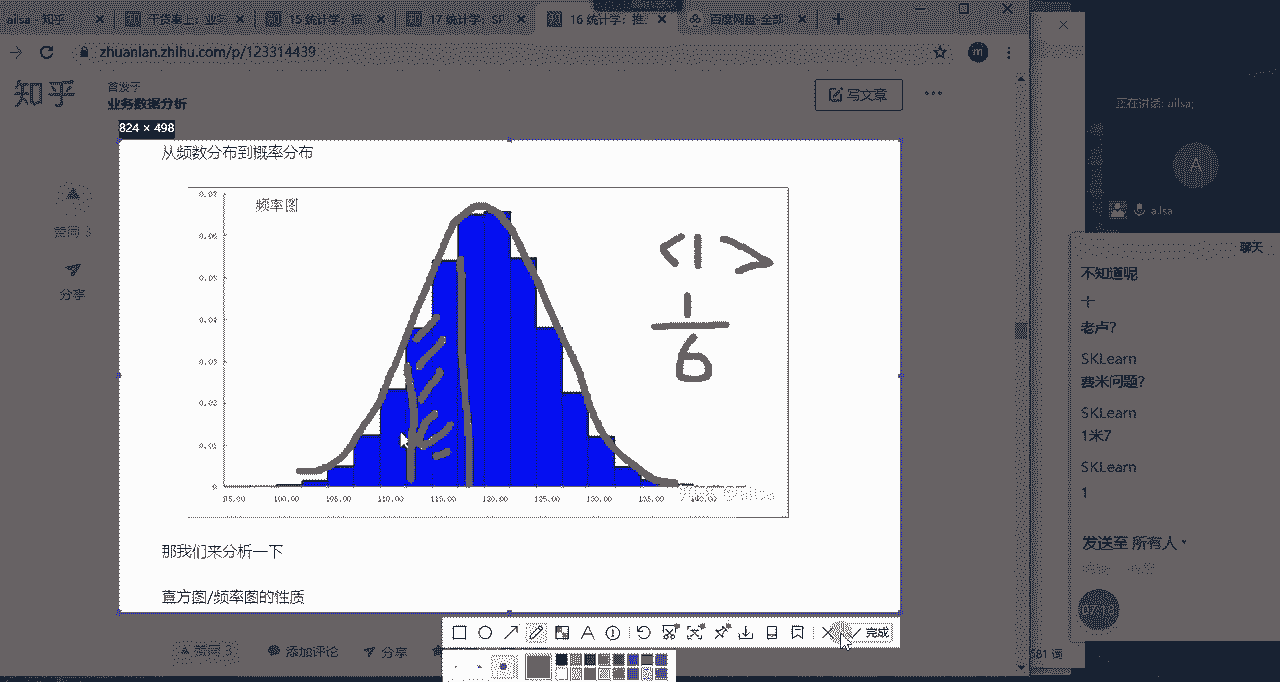 ailsa - 知乎
干货奉上：业务
15 统计学：
17 统计学：
16 统计学：推
百度网盘-全部
zhuanlan.zhihu.com/p/123314439
m
知乎
首发于
业务数据分析
写文章
824 × 498
从频数分布到概率分布
频率图
0.06
0.05
0.04
0.03
0.02
0.01
0
95.00 100.00 105.00 110.00 115.00 120.00 125.00 130.00 135.00 140.00
<1>
1
6
那我们来分析一下
直方图/频率图的性质
赞同 3
分享
赞同 3
添加评论
分享
完成
正在讲话: ailsa;
A
ailsa
聊天
不知道呢
十
老卢?
SKLearn
费米问题?
SKLearn
1米7
SKLearn
1
发送至 所有人
581 词